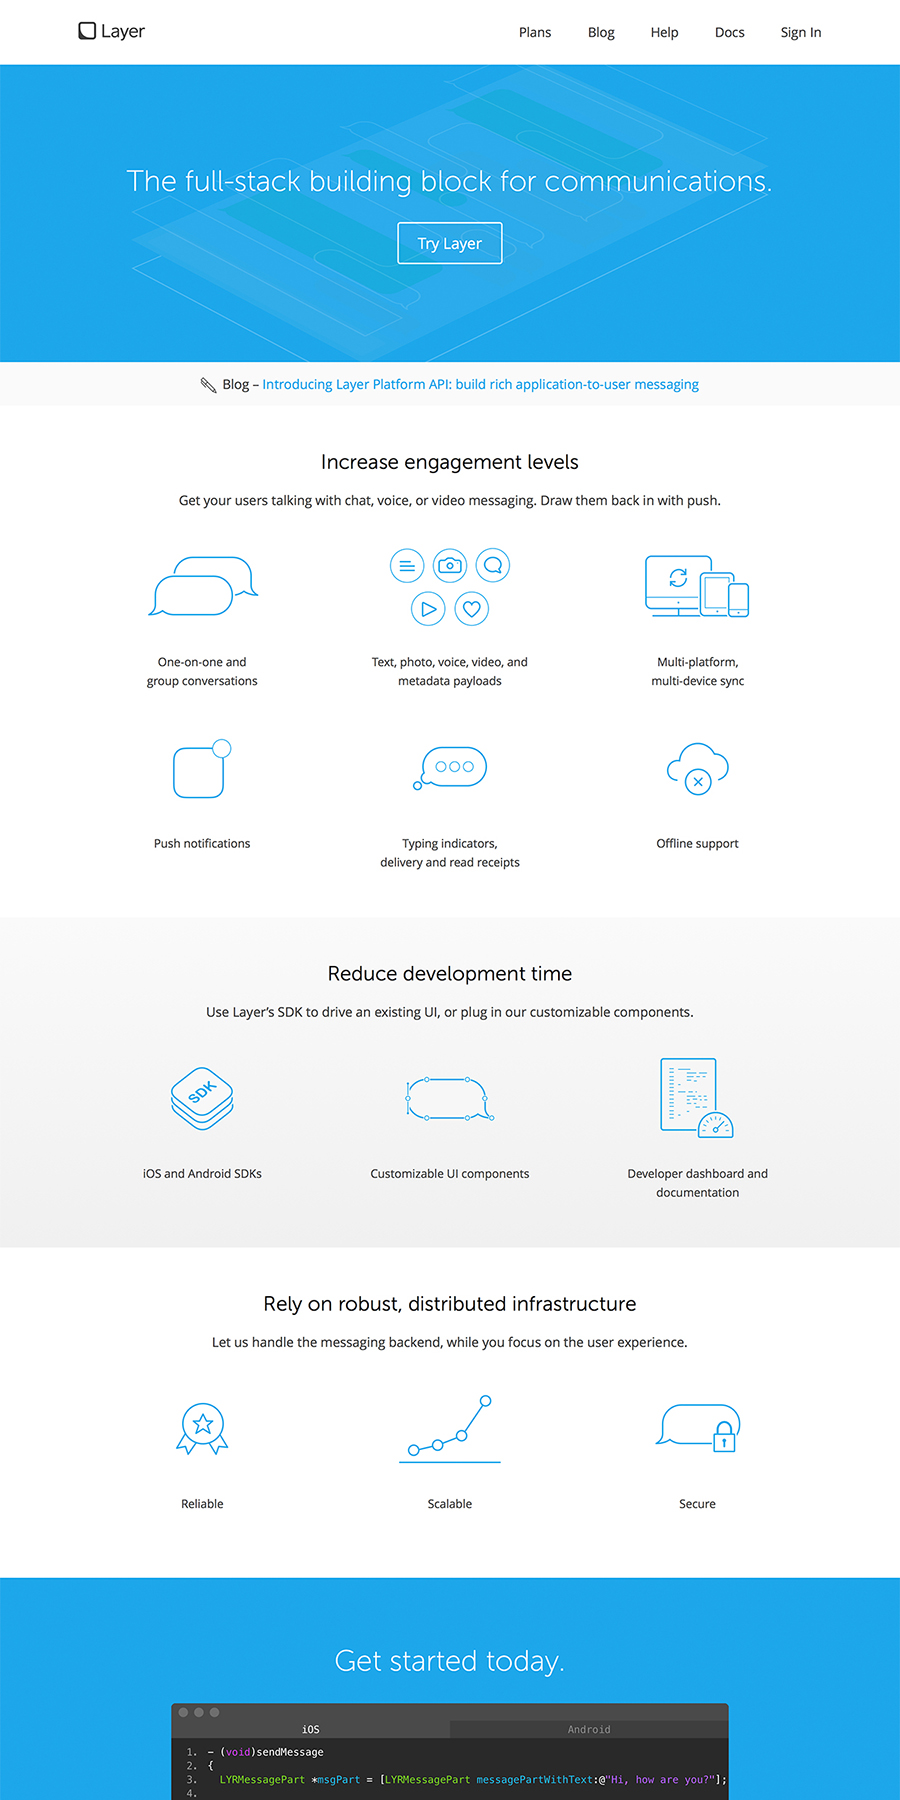 Layer
Plans Blog Help Docs Sign In
The full-stack building block for communications.
Try Layer
Blog – Introducing Layer Platform API: build rich application-to-user messaging
Increase engagement levels
Get your users talking with chat, voice, or video messaging. Draw them back in with push.
One-on-one and
group conversations
Text, photo, voice, video, and
metadata payloads
Multi-platform,
multi-device sync
Push notifications
Typing indicators,
delivery and read receipts
Offline support
Reduce development time
Use Layer's SDK to drive an existing UI, or plug in our customizable components.
SDK
iOS and Android SDKs
Customizable UI components
Developer dashboard and
documentation
Rely on robust, distributed infrastructure
Let us handle the messaging backend, while you focus on the user experience.
Reliable
Scalable
Secure
Get started today.
iOS Android
1. – (void)sendMessage
2. {
3. LYRMessagePart *msgPart = [LYRMessagePart messagePartWithText:@"Hi, how are you?"];
4.